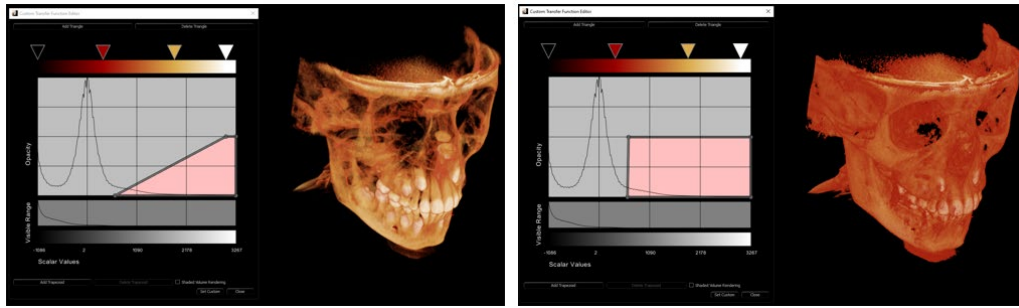 Custom Transfer Function Editor
Add Triangle
Delete Triangle
Opacity
Visible Range
-1086
2
1090
2178
3267
Scalar Values
Add Trapezoid
Delete Trapezoid
Shaded Volume Rendering
Set Custom
Close
Custom Transfer Function Editor
Add Triangle
Delete Triangle
Opacity
Visible Range
-1086
2
1090
2178
3267
Scalar Values
Add Trapezoid
Delete Trapezoid
Shaded Volume Rendering
Set Custom
Close